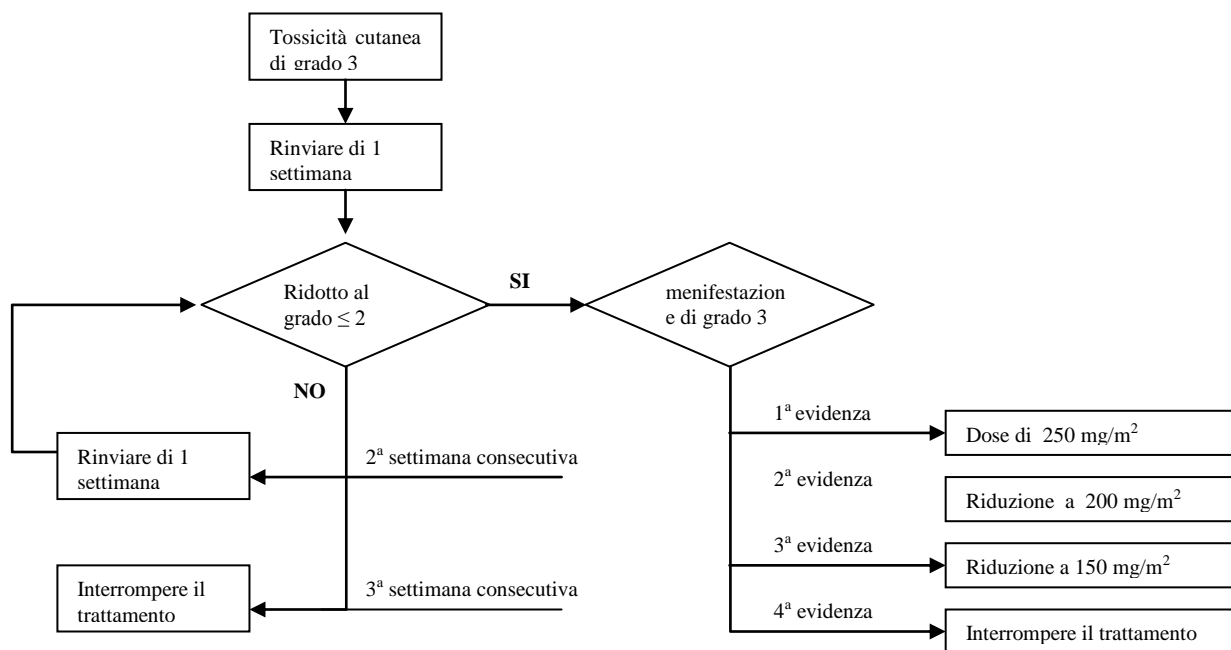 Tossicità cutanea
di grado 3
Rinviare di 1
settimana
Ridotto al
grado ≤ 2
SI
menifestazion
e di grado 3
NO
1ª evidenza
Dose di 250 mg/m²
Rinviare di 1
settimana
2ª settimana consecutiva
2ª evidenza
Riduzione a 200 mg/m²
3ª evidenza
Riduzione a 150 mg/m²
Interrompere il
trattamento
3ª settimana consecutiva
4ª evidenza
Interrompere il trattamento